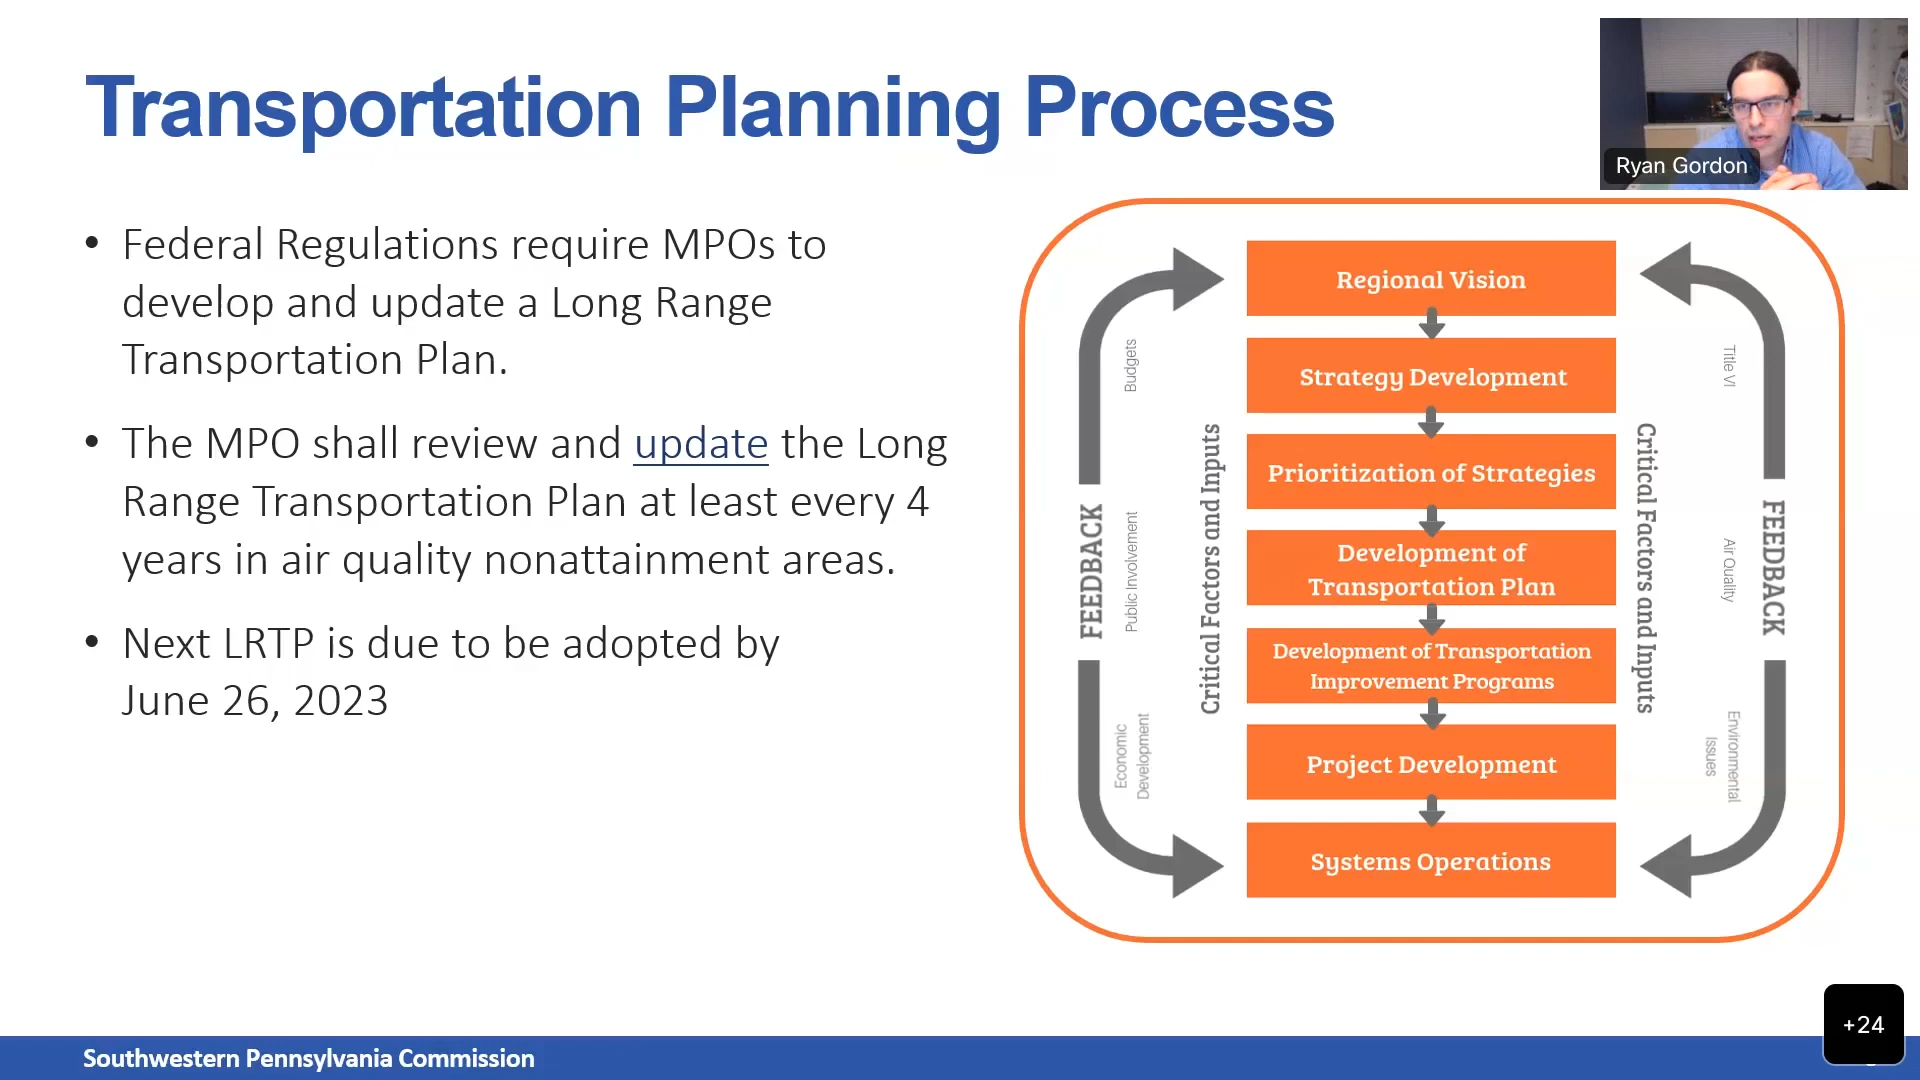 Transportation Planning Process
Ryan Gordon
• Federal Regulations require MPOs to
develop and update a Long Range
Transportation Plan.
• The MPO shall review and update the Long
Range Transportation Plan at least every 4
years in air quality nonattainment areas.
• Next LRTP is due to be adopted by
June 26, 2023
FEEDBACK
Budgets
Public Involvement
Economic
Development
Critical Factors and Inputs
Regional Vision
Strategy Development
Prioritization of Strategies
Development of
Transportation Plan
Development of Transportation
Improvement Programs
Project Development
Systems Operations
Critical Factors and Inputs
Title VI
Air Quality
Environmental
Issues
FEEDBACK
+24
Southwestern Pennsylvania Commission